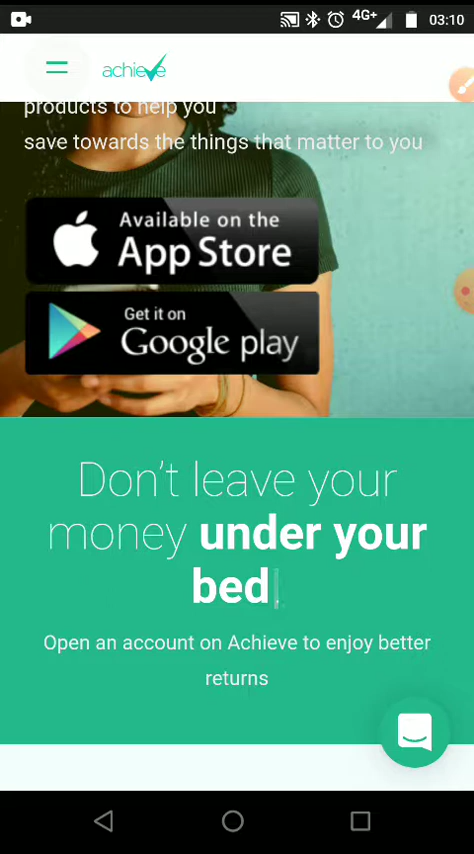 4G+ 03:10
achieve
products to help you
save towards the things that matter to you
Available on the
App Store
Get it on
Google play
Don't leave your
money under your
bed
Open an account on Achieve to enjoy better
returns